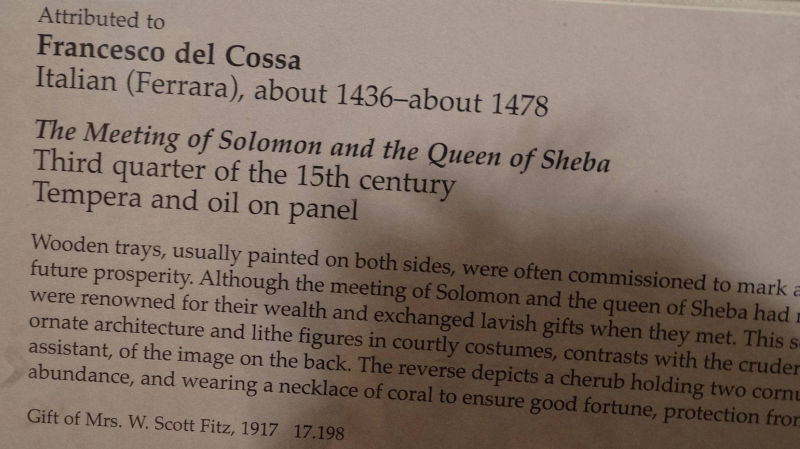 Attributed to
Francesco del Cossa
Italian (Ferrara), about 1436–about 1478
The Meeting of Solomon and the Queen of Sheba
Third quarter of the 15th century
Tempera and oil on panel
Wooden trays, usually painted on both sides, were often commissioned to mark
future prosperity. Although the meeting of Solomon and the queen of Sheba had
were renowned for their wealth and exchanged lavish gifts when they met. This
ornate architecture and lithe figures in courtly costumes, contrasts with the
assistant, of the image on the back. The reverse depicts a cherub holding two
abundance, and wearing a necklace of coral to ensure good fortune, protection
Gift of Mrs. W. Scott Fitz, 1917 17.198